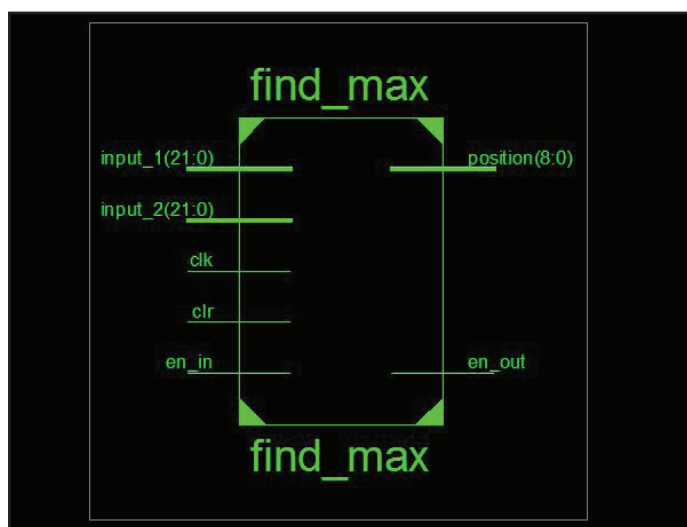 find_max
input_1(21:0)
position(8:0)
input_2(21:0)
clk
clr
en_in
en_out
find_max